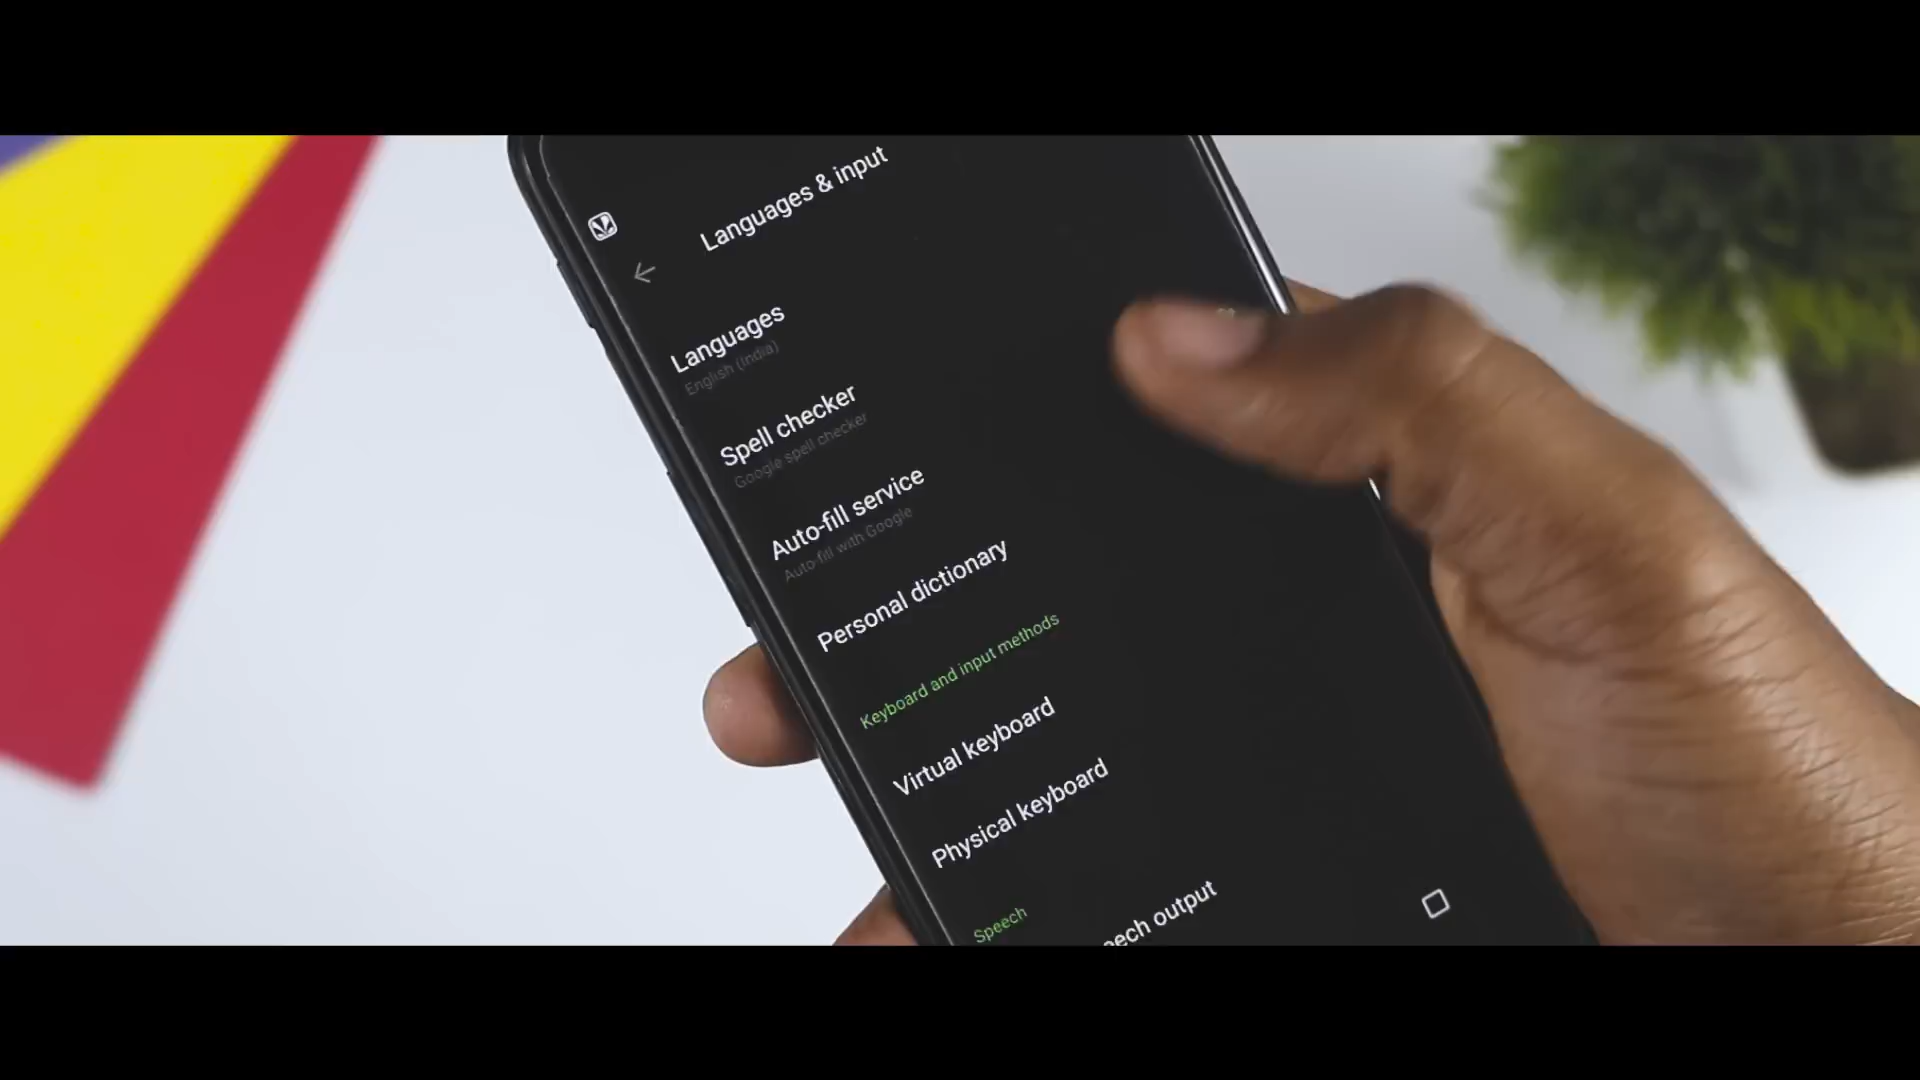 Languages & input
Languages
English (India)
Spell checker
Google spell checker
Auto-fill service
Auto-fill with Google
Personal dictionary
Keyboard and input methods
Virtual keyboard
Physical keyboard
Speech
output